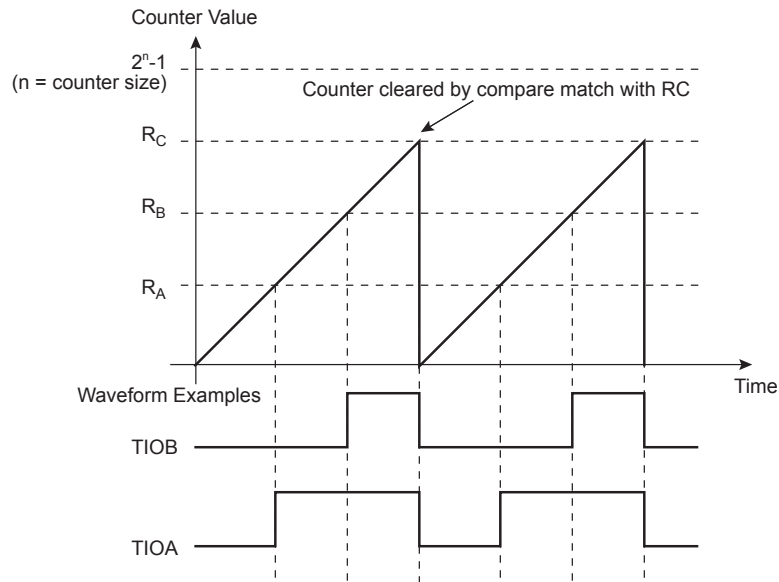 Counter Value
2ⁿ-1
(n = counter size)
Counter cleared by compare match with RC
R_C
R_B
R_A
Time
Waveform Examples
TIOB
TIOA